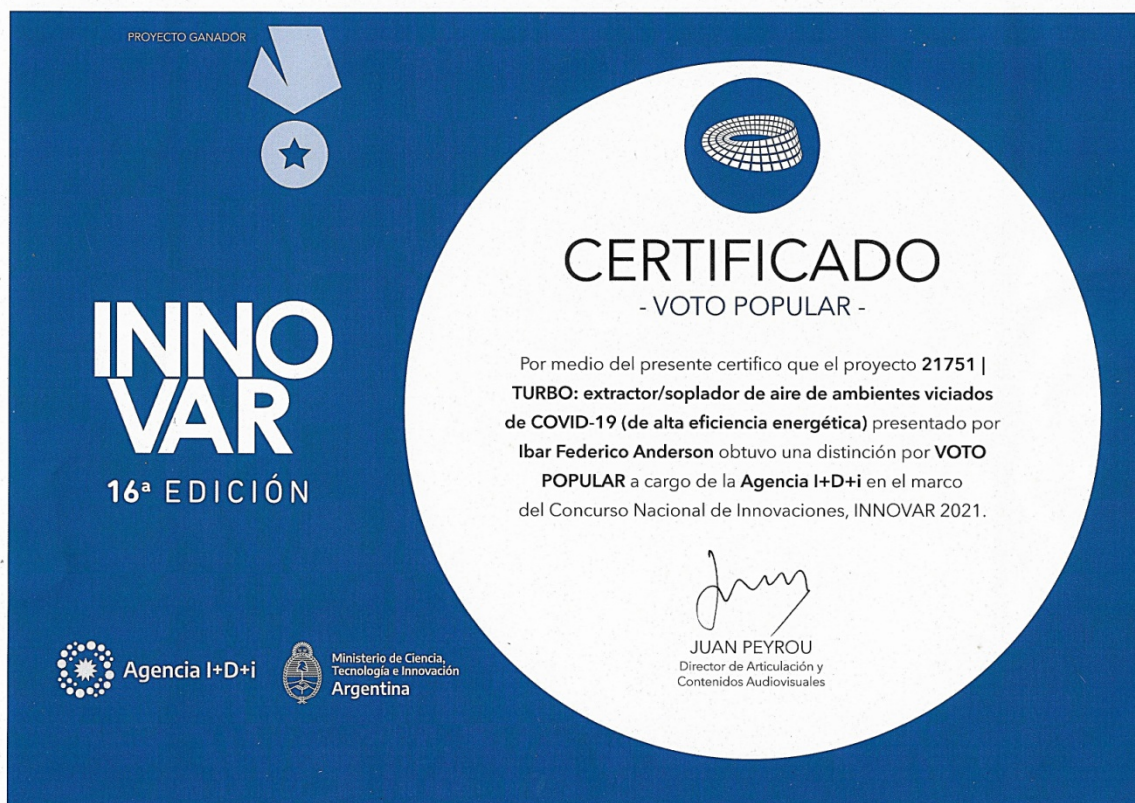 PROYECTO GANADOR
INNO
VAR
16ª EDICIÓN
Agencia I+D+i
Ministerio de Ciencia,
Tecnología e Innovación
Argentina
CERTIFICADO
- VOTO POPULAR -
Por medio del presente certifico que el proyecto 21751 |
TURBO: extractor/soplador de aire de ambientes viciados
de COVID-19 (de alta eficiencia energética) presentado por
Ibar Federico Anderson obtuvo una distinción por VOTO
POPULAR a cargo de la Agencia I+D+i en el marco
del Concurso Nacional de Innovaciones, INNOVAR 2021.
JUAN PEYROU
Director de Articulación y
Contenidos Audiovisuales